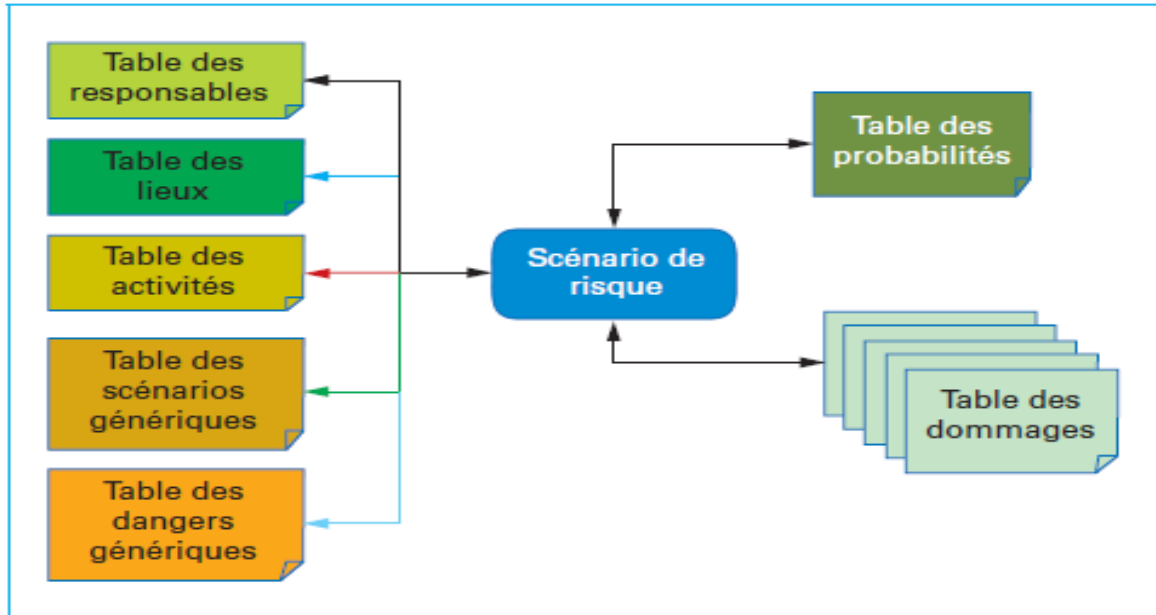 Table des
responsables
Table des
lieux
Table des
activités
Table des
scénarios
génériques
Table des
dangers
génériques
Scénario de
risque
Table des
probabilités
Table des
dommages